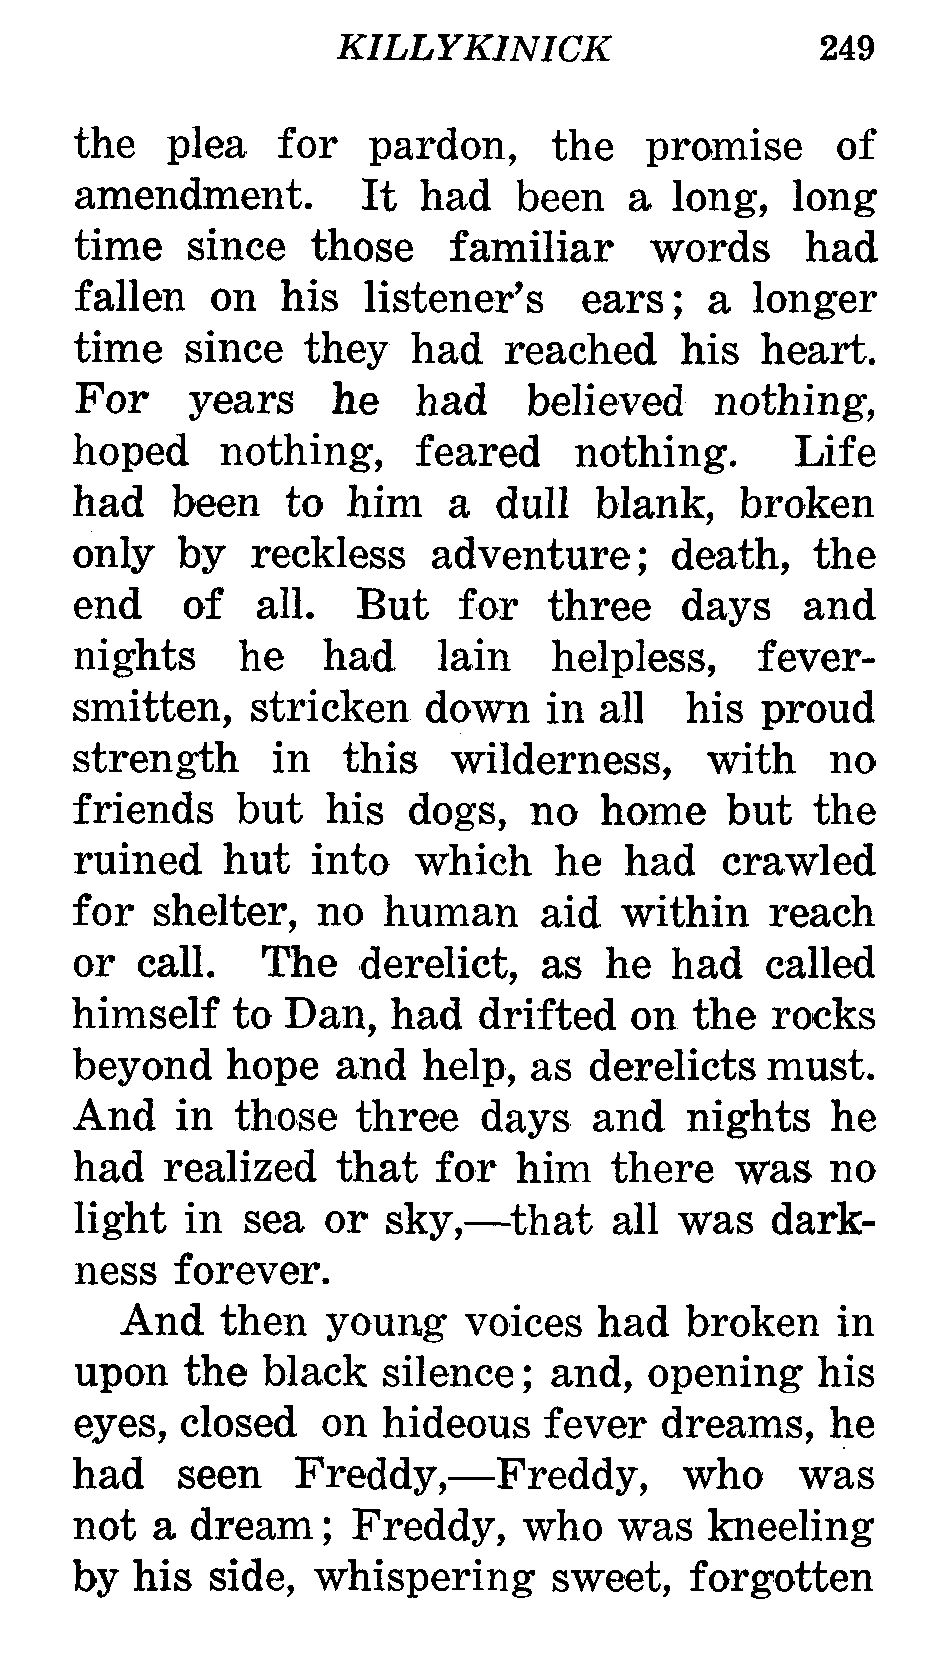 KILLYKINICK 249
the plea for pardon, the promise of
amendment. It had been a long, long
time since those familiar words had
fallen on his listener's ears; a longer
time since they had reached his heart.
For years he had believed nothing,
hoped nothing, feared nothing. Life
had been to him a dull blank, broken
only by reckless adventure; death, the
end of all. But for three days and
nights he had lain helpless, fever-
smitten, stricken down in all his proud
strength in this wilderness, with no
friends but his dogs, no home but the
ruined hut into which he had crawled
for shelter, no human aid within reach
or call. The derelict, as he had called
himself to Dan, had drifted on the rocks
beyond hope and help, as derelicts must.
And in those three days and nights he
had realized that for him there was no
light in sea or sky,—that all was dark-
ness forever.
And then young voices had broken in
upon the black silence; and, opening his
eyes, closed on hideous fever dreams, he
had seen Freddy,—Freddy, who was
not a dream; Freddy, who was kneeling
by his side, whispering sweet, forgotten